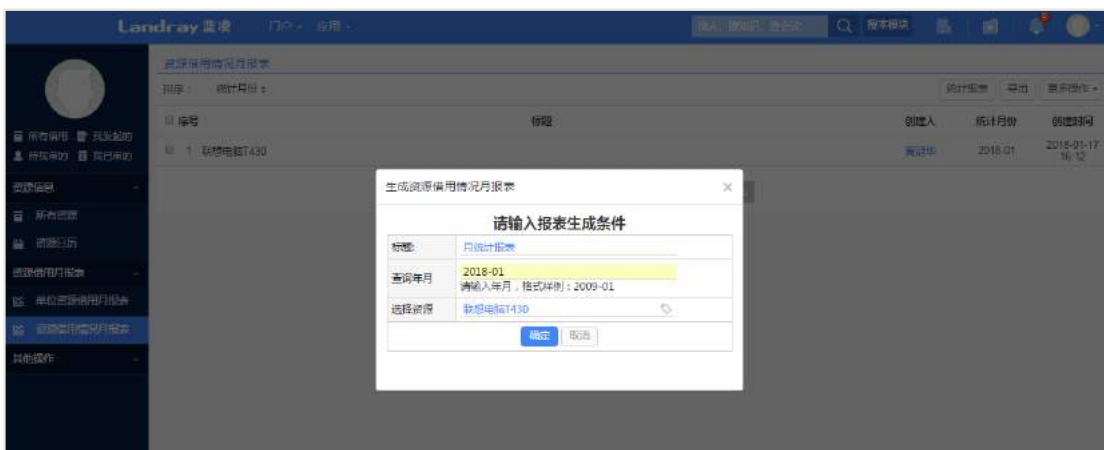 Landray 蓝凌 门户 应用
搜本模块
资源借用情况月报表
排序： 统计月份
统计报表 导出 更多操作
序号 标题 创建人 统计月份 创建时间
1 联想电脑T430 2018-01 2018-01-17
16:12
所有借用 我发起的
待我审的 我已审的
资源信息
所有资源
资源日历
资源借用月报表
单位资源借用月报表
资源借用情况月报表
其他操作
生成资源借用情况月报表
请输入报表生成条件
标题: 月统计报表
查询年月 2018-01
请输入年月，格式样例：2009-01
选择资源 联想电脑T430
确定 取消